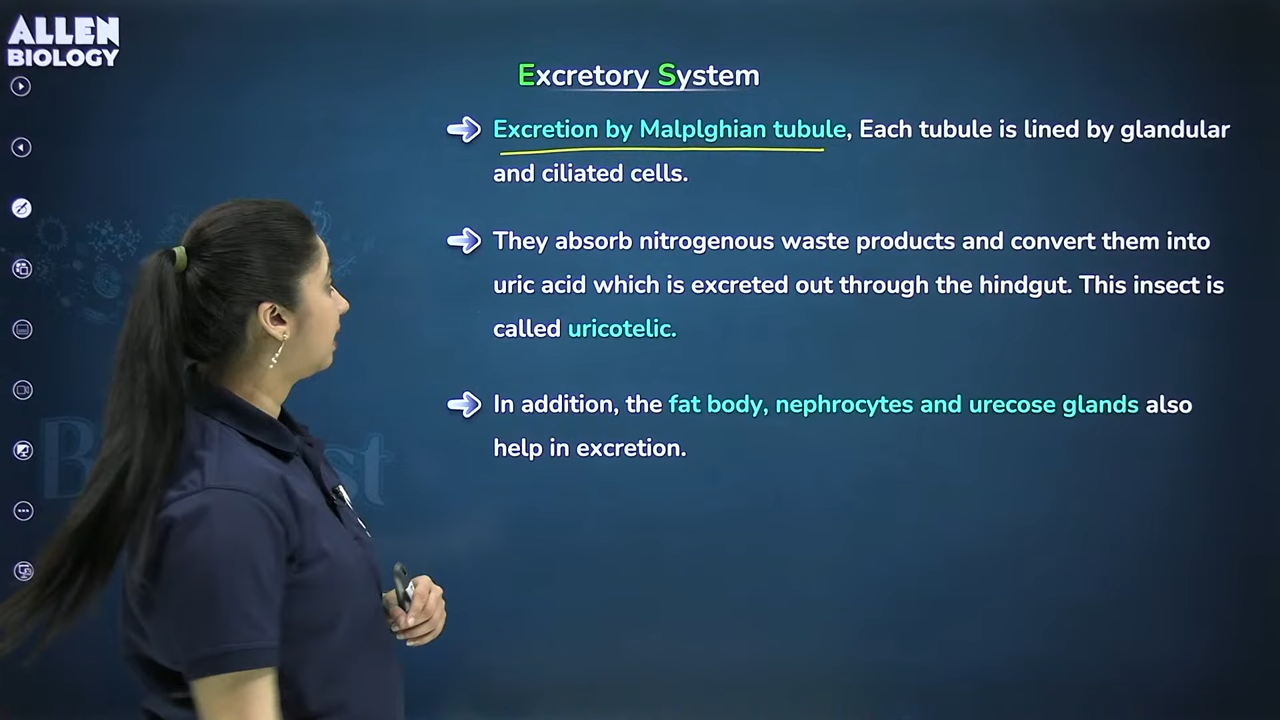 ALLEN
BIOLOGY
Excretory System
Excretion by Malplghian tubule, Each tubule is lined by glandular
and ciliated cells.
They absorb nitrogenous waste products and convert them into
uric acid which is excreted out through the hindgut. This insect is
called uricotelic.
In addition, the fat body, nephrocytes and urecose glands also
help in excretion.